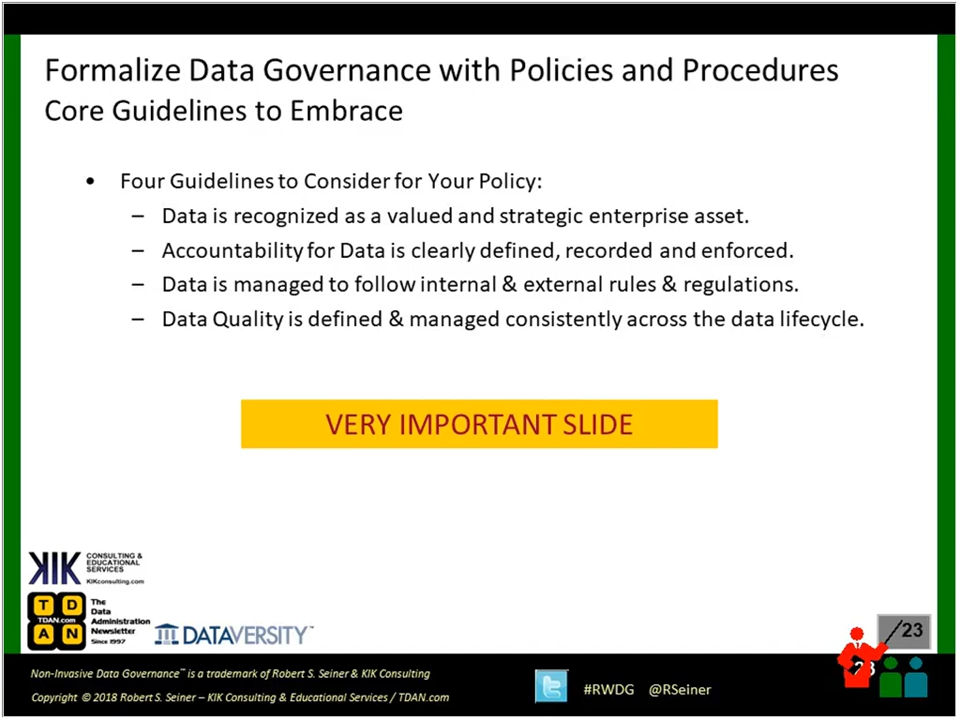 Formalize Data Governance with Policies and Procedures
Core Guidelines to Embrace
• Four Guidelines to Consider for Your Policy:
– Data is recognized as a valued and strategic enterprise asset.
– Accountability for Data is clearly defined, recorded and enforced.
– Data is managed to follow internal & external rules & regulations.
– Data Quality is defined & managed consistently across the data lifecycle.
VERY IMPORTANT SLIDE
KIK CONSULTING &
EDUCATIONAL
SERVICES
KIKconsulting.com
T D
TDAN.com
A N
The
Data
Administration
Newsletter
Since 1997
DATAVERSITY™
/23
23
Non-Invasive Data Governance™ is a trademark of Robert S. Seiner & KIK Consulting
Copyright © 2018 Robert S. Seiner – KIK Consulting & Educational Services / TDAN.com
#RWDG @RSeiner